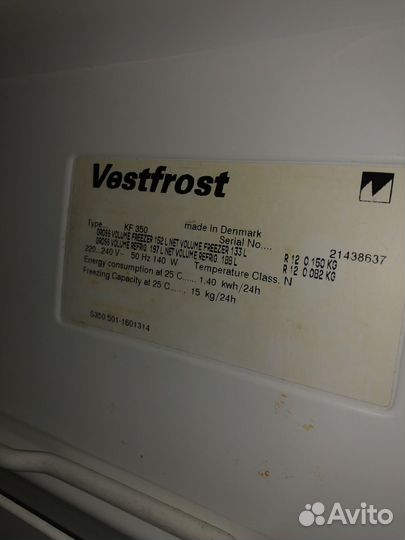 Vestfrost
Type KF 350 made in Denmark
Serial No.... 21438637
GROSS VOLUME FREEZER 152 L NET VOLUME FREEZER 133 L R 12 0 150 KG
GROSS VOLUME REFRIG. 197 L NET VOLUME REFRIG 188 L R 12 0 082 KG
220...240 V~ 50 Hz 140 W Temperature Class. N
Energy consumption at 25 C...... 1.40 kwh/24h
Freezing Capacity at 25 C...... 15 kg/24h
S350.501-1601314
Avito